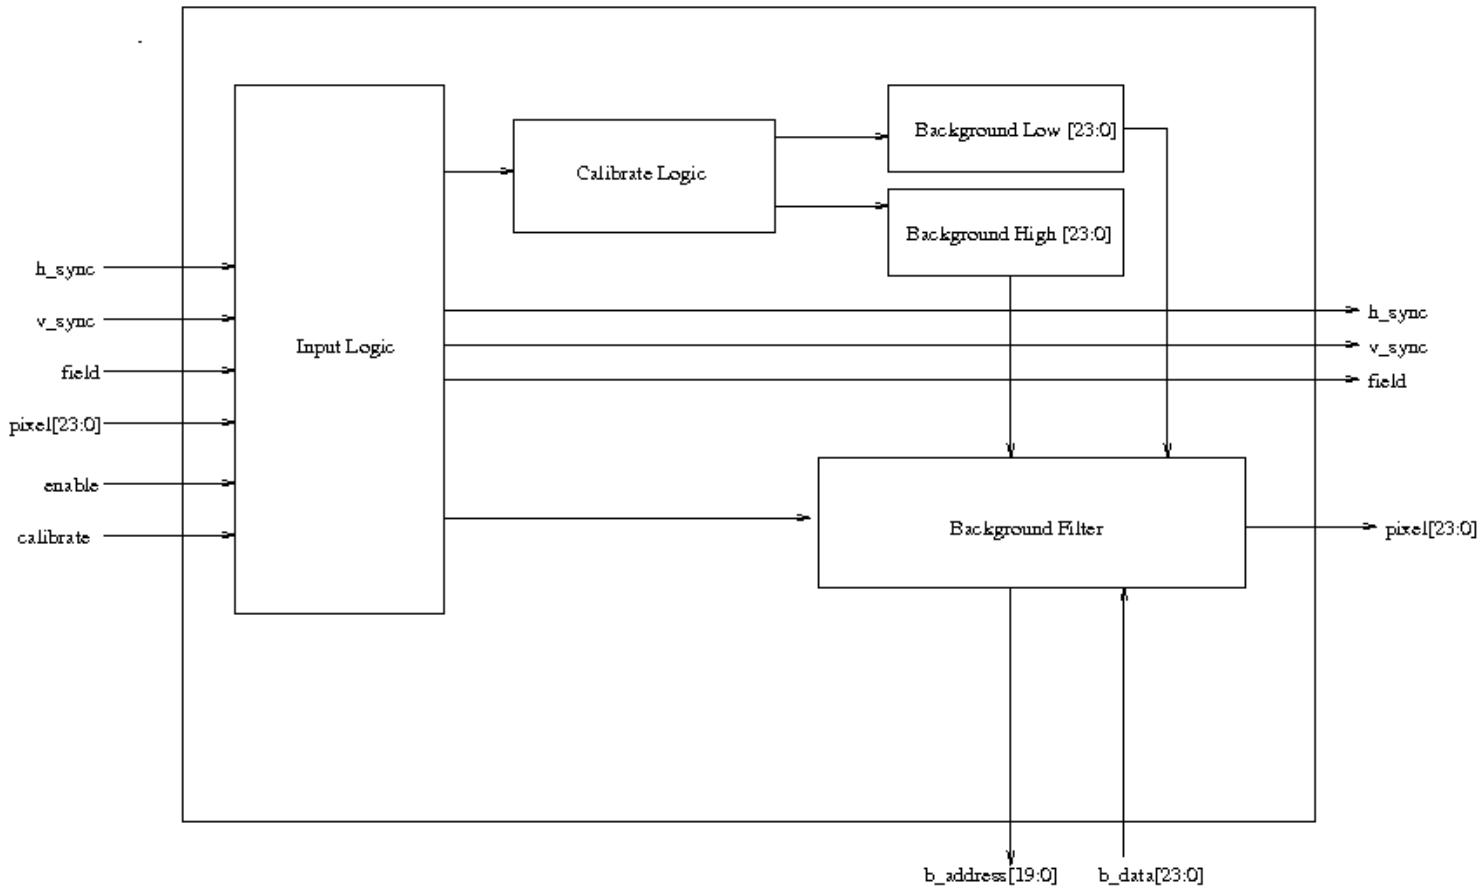 Background Low [23:0]
Calibrate Logic
Background High [23:0]
h_sync
v_sync
field
pixel[23:0]
enable
calibrate
Input Logic
h_sync
v_sync
field
Background Filter
pixel[23:0]
b_address[19:0]
b_data[23:0]